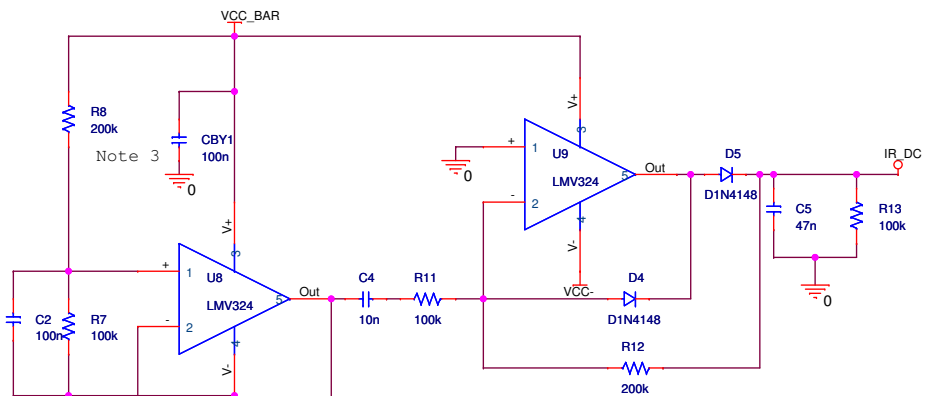 VCC_BAR
R8
200k
Note 3
CBY1
100n
0
V+
3
+
1
-
2
U9
LMV324
Out
5
4
V-
VCC-
0
D5
D1N4148
IR_DC
C5
47n
R13
100k
0
V+
3
+
1
-
2
U8
LMV324
Out
5
4
V-
C2
100n
R7
100k
C4
10n
R11
100k
D4
D1N4148
R12
200k